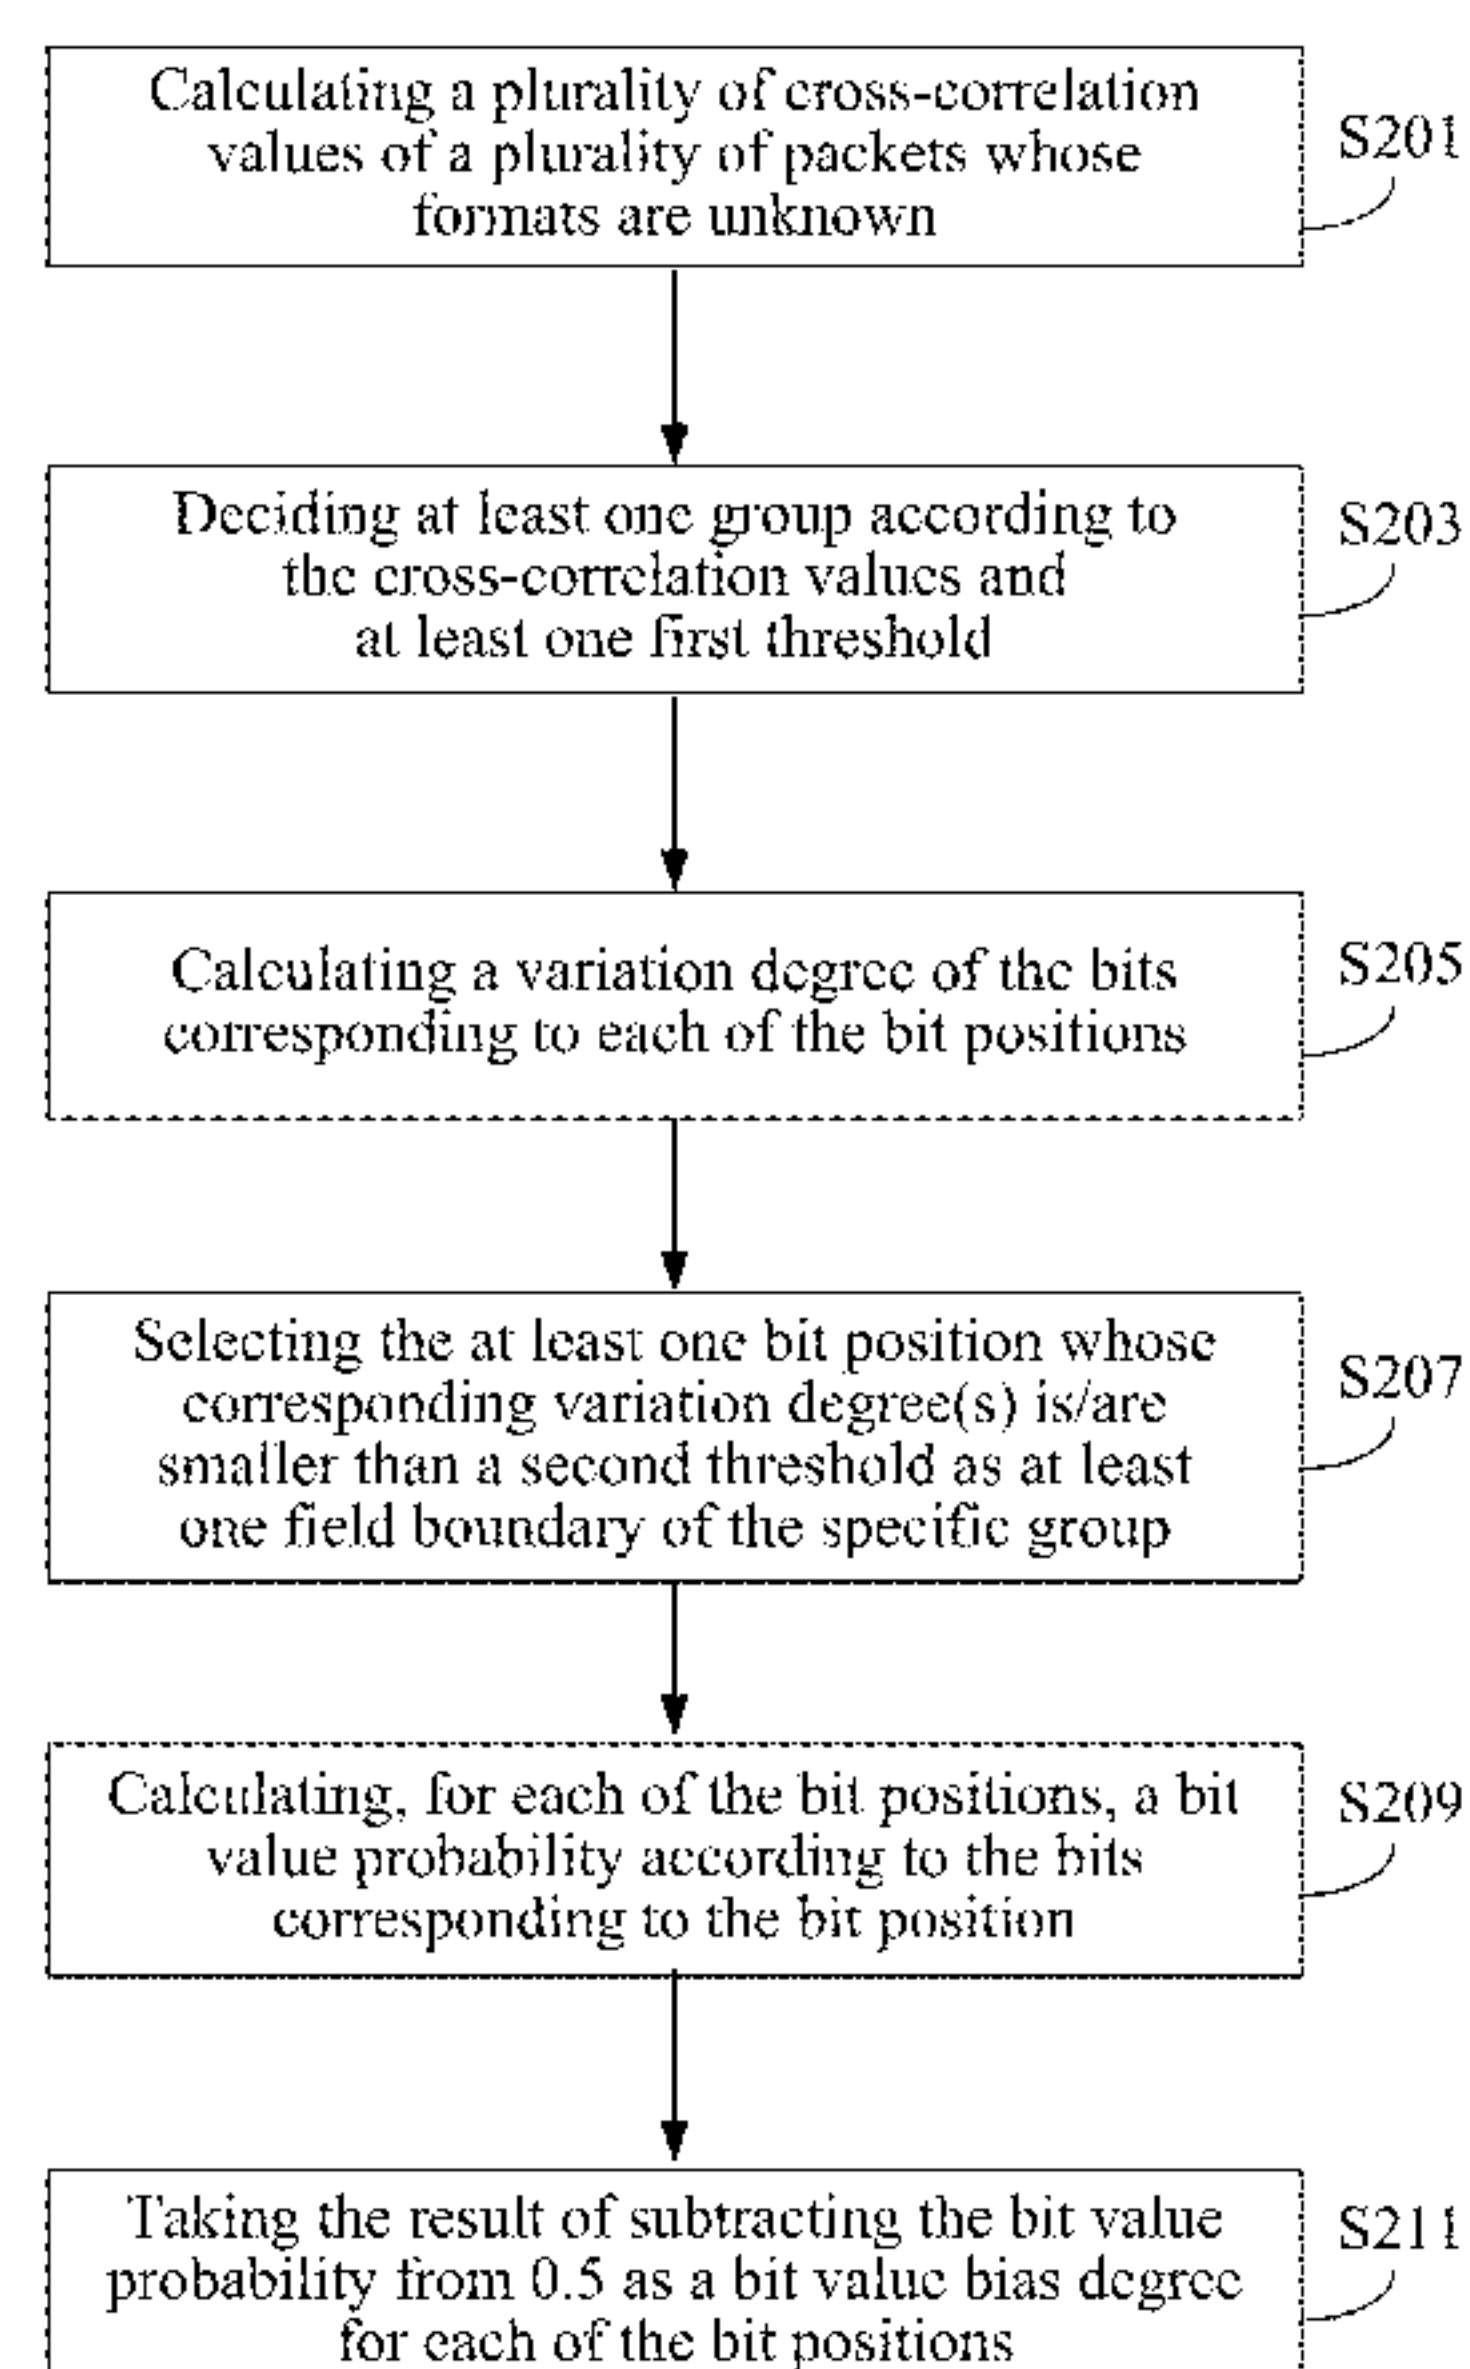 Calculating a plurality of cross-correlation
values of a plurality of packets whose
formats are unknown
S201
Deciding at least one group according to
the cross-correlation values and
at least one first threshold
S203
Calculating a variation degree of the bits
corresponding to each of the bit positions
S205
Selecting the at least one bit position whose
corresponding variation degree(s) is/are
smaller than a second threshold as at least
one field boundary of the specific group
S207
Calculating, for each of the bit positions, a bit
value probability according to the bits
corresponding to the bit position
S209
Taking the result of subtracting the bit value
probability from 0.5 as a bit value bias degree
for each of the bit positions
S211